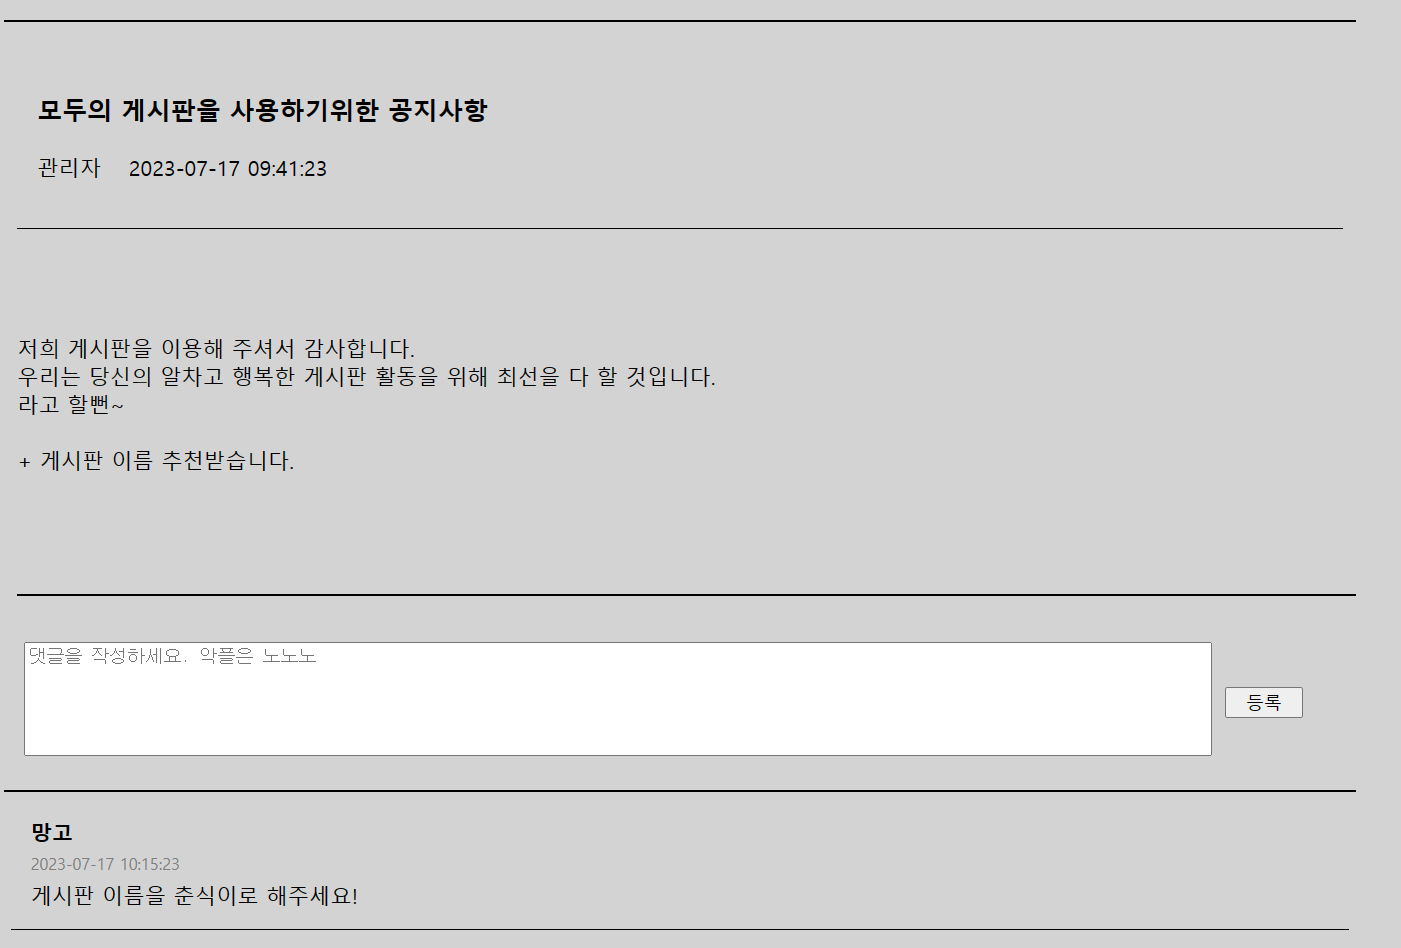 모두의 게시판을 사용하기위한 공지사항
관리자 2023-07-17 09:41:23
저희 게시판을 이용해 주셔서 감사합니다.
우리는 당신의 알차고 행복한 게시판 활동을 위해 최선을 다 할 것입니다.
라고 할뻔~
+ 게시판 이름 추천받습니다.
댓글을 작성하세요. 악플은 노노노
등록
망고
2023-07-17 10:15:23
게시판 이름을 춘식이로 해주세요!